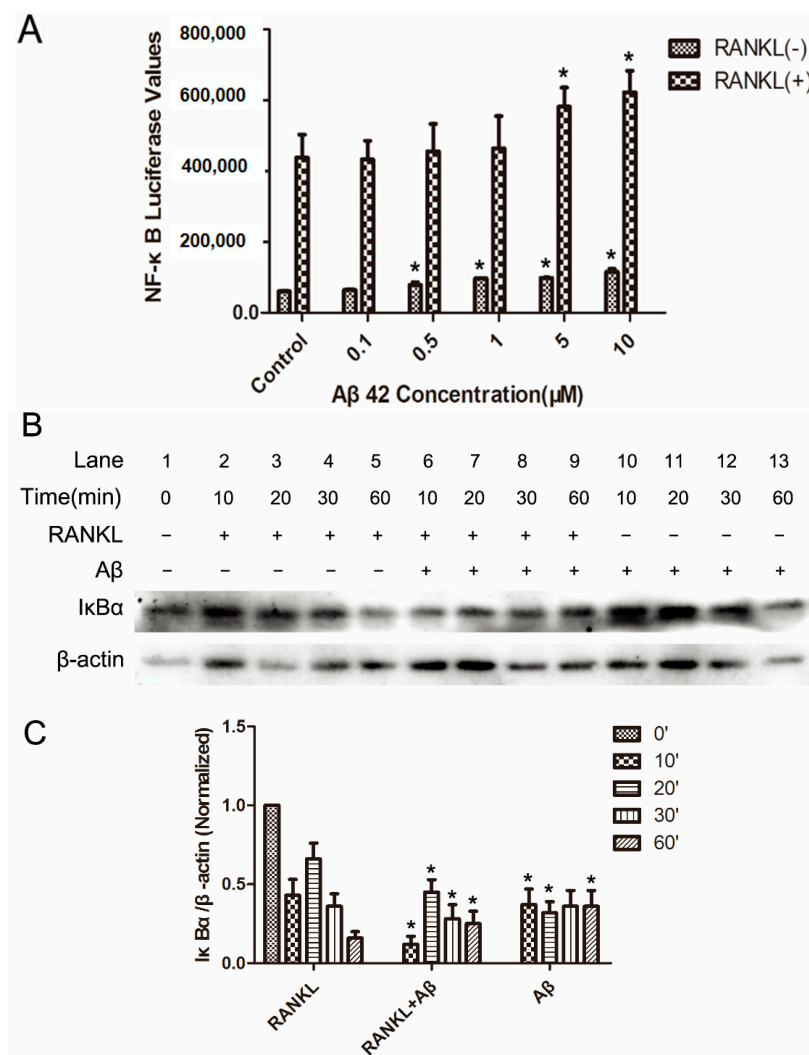 A
NF-κ B Luciferase Values
800,000
600,000
400,000
200,000
0.0
* * * * * *
RANKL(-)
RANKL(+)
Control 0.1 0.5 1 5 10
Aβ 42 Concentration(μM)
B
Lane 1 2 3 4 5 6 7 8 9 10 11 12 13
Time(min) 0 10 20 30 60 10 20 30 60 10 20 30 60
RANKL – + + + + + + + + – – – –
Aβ – – – – – + + + + + + + +
IκBα
β-actin
C
Iκ Bα /β -actin (Normalized)
1.5
1.0
0.5
0.0
* * * * * * *
0'
10'
20'
30'
60'
RANKL RANKL+Aβ Aβ